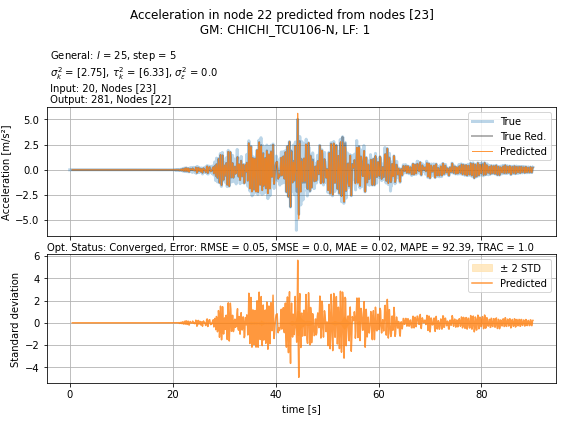 Acceleration in node 22 predicted from nodes [23]
GM: CHICHI_TCU106-N, LF: 1
General: l = 25, step = 5
σ²ₖ = [2.75], τ²ₖ = [6.33], σ²ε = 0.0
Input: 20, Nodes [23]
Output: 281, Nodes [22]
Acceleration [m/s²]
5.0
2.5
0.0
−2.5
−5.0
True
True Red.
Predicted
Opt. Status: Converged, Error: RMSE = 0.05, SMSE = 0.0, MAE = 0.02, MAPE = 92.39, TRAC = 1.0
Standard deviation
6
4
2
0
−2
−4
± 2 STD
Predicted
0 20 40 60 80
time [s]